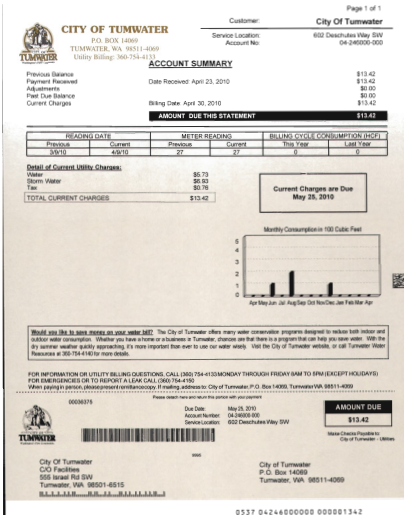 Page 1 of 1
CITY OF TUMWATER
P.O. BOX 14069
TUMWATER, WA 98511-4069
Utility Billing: 360-754-4133
TUMWATER
Customer: City Of Tumwater
Service Location: 602 Deschutes Way SW
Account No: 04-246000-000
ACCOUNT SUMMARY
Previous Balance $13.42
Payment Received Date Received: April 23, 2010 $13.42
Adjustments $0.00
Past Due Balance $0.00
Current Charges Billing Date: April 30, 2010 $13.42
AMOUNT DUE THIS STATEMENT $13.42
READING DATE METER READING BILLING CYCLE CONSUMPTION (HCF)
Previous Current Previous Current This Year Last Year
3/9/10 4/9/10 27 27 0 0
Detail of Current Utility Charges:
Water $5.73
Storm Water $6.93
Tax $0.76
TOTAL CURRENT CHARGES $13.42
Current Charges are Due
May 25, 2010
Monthly Consumption in 100 Cubic Feet
5
4
3
2
1
0
Apr May Jun Jul Aug Sep Oct Nov Dec Jan Feb Mar Apr
Would you like to save money on your water bill? The City of Tumwater offers many water conservation programs designed to reduce both indoor and
outdoor water consumption. Whether you have a home or a business in Tumwater, chances are that there is a program that can help you save water. With the
dry summer weather quickly approaching, it's more important than ever to use our water wisely. Visit the City of Tumwater website, or call Tumwater Water
Resources at 360-754-4140 for more details.
FOR INFORMATION OR UTILITY BILLING QUESTIONS, CALL (360) 754-4133 MONDAY THROUGH FRIDAY 8AM TO 5PM (EXCEPT HOLIDAYS)
FOR EMERGENCIES OR TO REPORT A LEAK CALL (360) 754-4150
When paying in person, please present remittance copy. If mailing, address to: City of Tumwater, P.O. Box 14069, Tumwater WA 98511-4069
Please detach here and return this portion with your payment
00036376
TUMWATER
Due Date: May 25, 2010
Account Number: 04-246000-000
Service Location: 602 Deschutes Way SW
AMOUNT DUE
$13.42
Make Checks Payable to:
City of Tumwater - Utilities
City Of Tumwater
C/O Facilities
555 Israel Rd SW
Tumwater, WA 98501-6515
City of Tumwater
P.O. Box 14069
Tumwater, WA 98511-4069
0537 04246000000 000001342